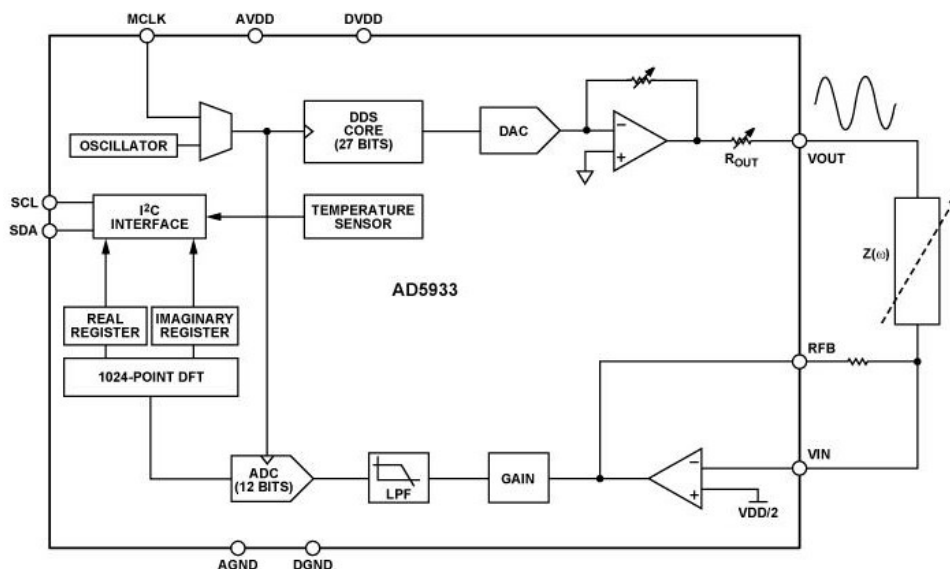 MCLK
AVDD
DVDD
DDS
CORE
(27 BITS)
DAC
−
+
ROUT
VOUT
OSCILLATOR
SCL
SDA
I2C
INTERFACE
TEMPERATURE
SENSOR
Z(ω)
AD5933
REAL
REGISTER
IMAGINARY
REGISTER
1024-POINT DFT
RFB
ADC
(12 BITS)
LPF
GAIN
−
+
VDD/2
VIN
AGND
DGND